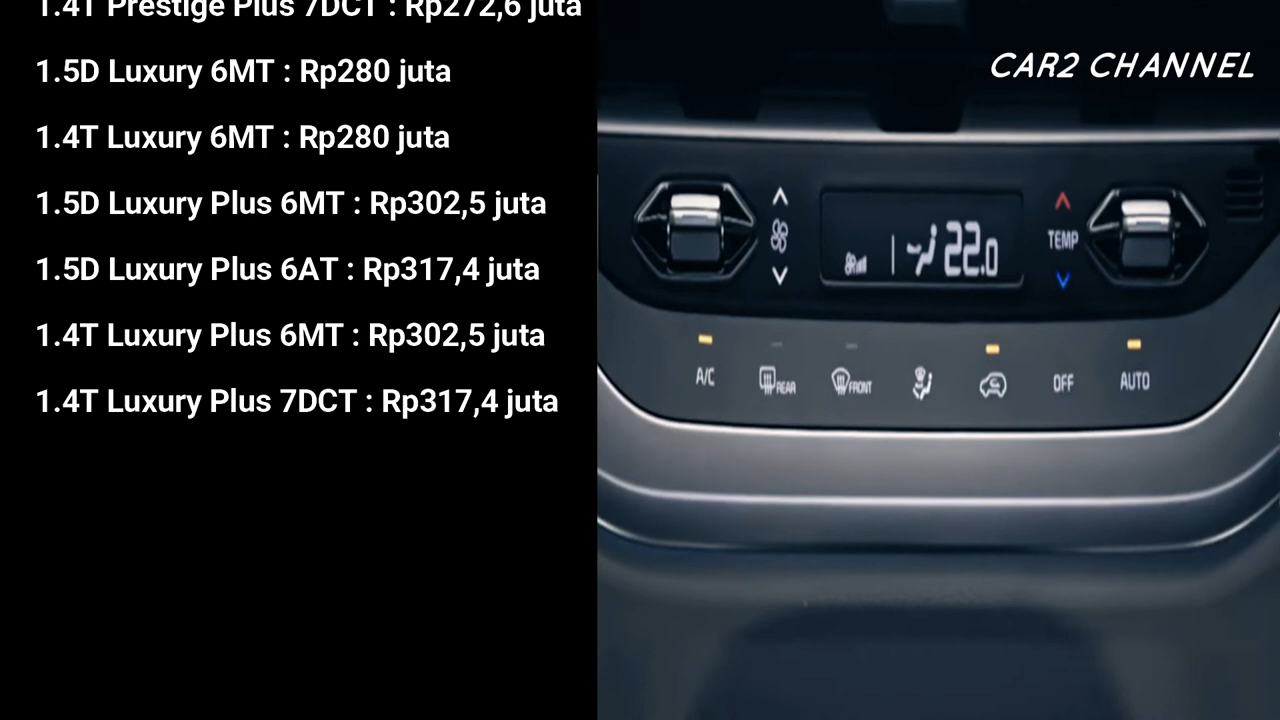 1.4T Prestige Plus 7DCT : Rp272,6 juta
1.5D Luxury 6MT : Rp280 juta
1.4T Luxury 6MT : Rp280 juta
1.5D Luxury Plus 6MT : Rp302,5 juta
1.5D Luxury Plus 6AT : Rp317,4 juta
1.4T Luxury Plus 6MT : Rp302,5 juta
1.4T Luxury Plus 7DCT : Rp317,4 juta
CAR2 CHANNEL
22.0
TEMP
A/C
REAR
FRONT
OFF
AUTO